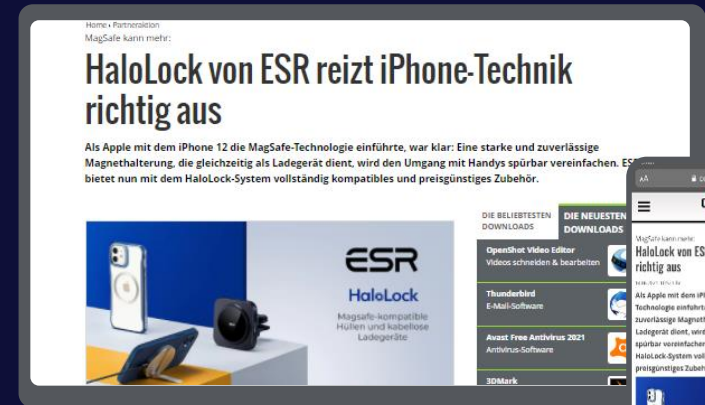 Home › Partneraktion
MagSafe kann mehr:
HaloLock von ESR reizt iPhone-Technik
richtig aus
Als Apple mit dem iPhone 12 die MagSafe-Technologie einführte, war klar: Eine starke und zuverlässige
Magnethalterung, die gleichzeitig als Ladegerät dient, wird den Umgang mit Handys spürbar vereinfachen.
bietet nun mit dem HaloLock-System vollständig kompatibles und preisgünstiges Zubehör.
ESR
HaloLock
Magsafe-kompatible
Hüllen und kabellose
Ladegeräte
DIE BELIEBTESTEN
DOWNLOADS
DIE NEUESTEN
DOWNLOADS
OpenShot Video Editor
Videos schneiden & bearbeiten
Thunderbird
E-Mail-Software
Avast Free Antivirus 2021
Antivirus-Software
3DMark
AA
MagSafe kann mehr:
HaloLock von ES
richtig aus
Als Apple mit dem iP
Technologie einführt
zuverlässige Magneth
Ladegerät dient, wird
spürbar vereinfachen
HaloLock-System voll
preisgünstiges Zubeh